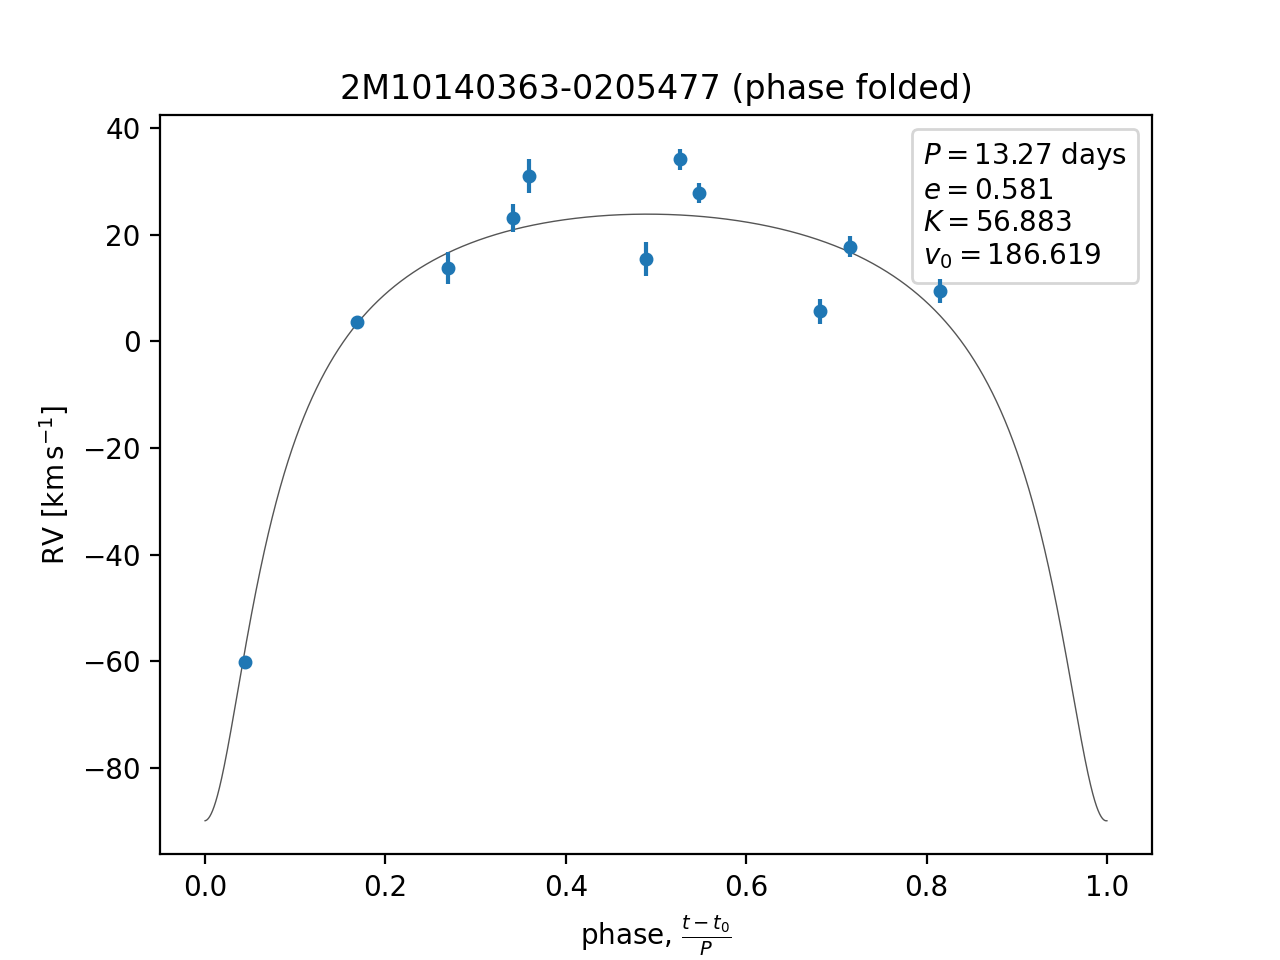 2M10140363-0205477 (phase folded)
P = 13.27 days
e = 0.581
K = 56.883
v₀ = 186.619
40
20
0
−20
−40
−60
−80
RV [km s⁻¹]
0.0 0.2 0.4 0.6 0.8 1.0
phase, (t − t₀)/P